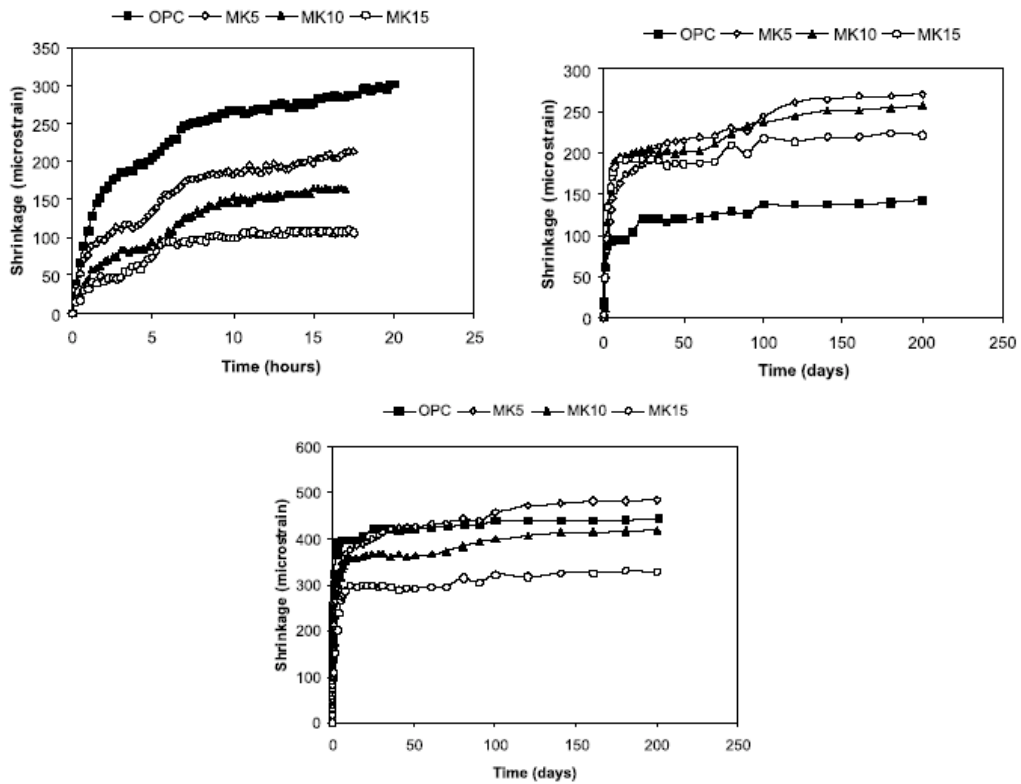 OPC MK5 MK10 MK15
350
300
250
200
150
100
50
0
0 5 10 15 20 25
Shrinkage (microstrain)
Time (hours)
OPC MK5 MK10 MK15
300
250
200
150
100
50
0
0 50 100 150 200 250
Shrinkage (microstrain)
Time (days)
OPC MK5 MK10 MK15
600
500
400
300
200
100
0
0 50 100 150 200 250
Shrinkage (microstrain)
Time (days)